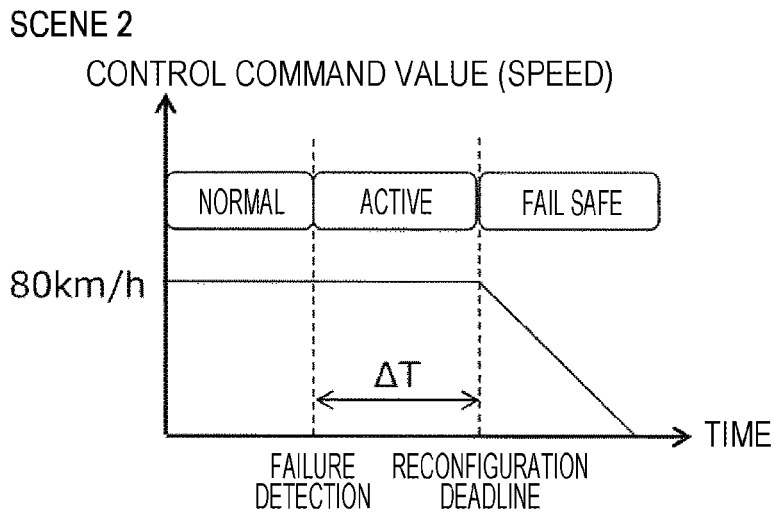 SCENE 2
CONTROL COMMAND VALUE (SPEED)
NORMAL ACTIVE FAIL SAFE
80km/h
ΔT
TIME
FAILURE
DETECTION
RECONFIGURATION
DEADLINE